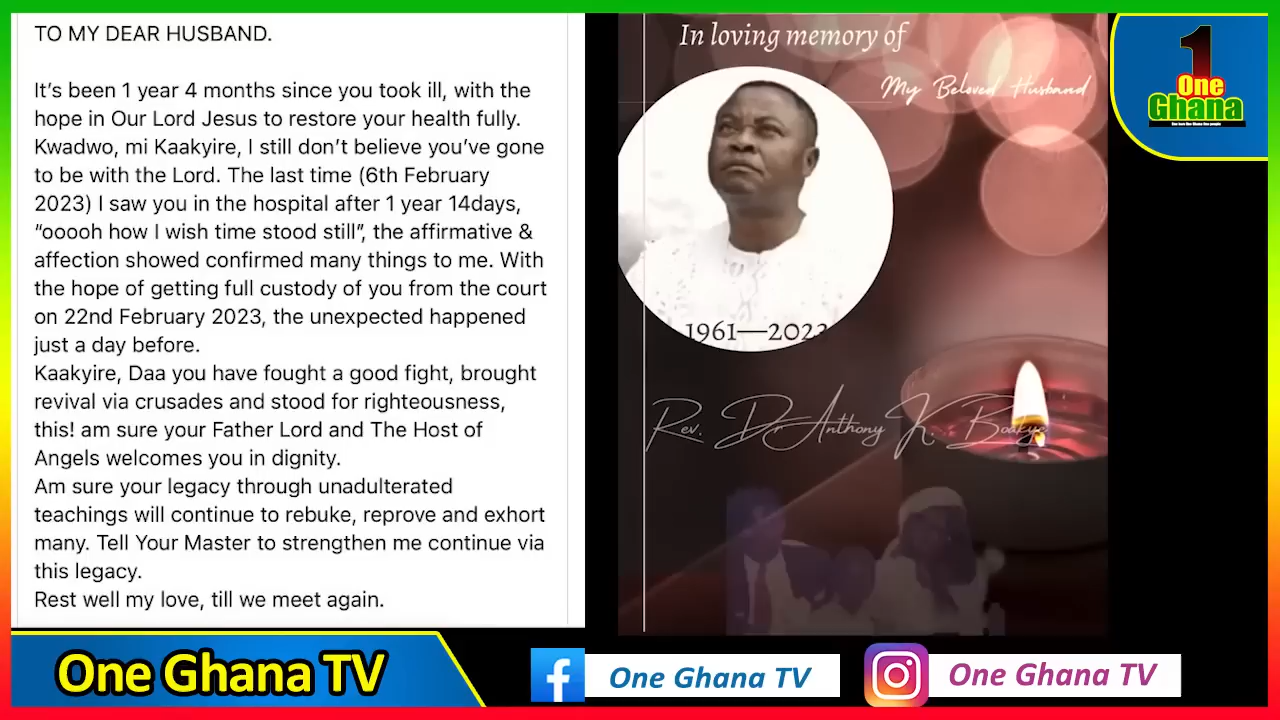 TO MY DEAR HUSBAND.
It's been 1 year 4 months since you took ill, with the
hope in Our Lord Jesus to restore your health fully.
Kwadwo, mi Kaakyire, I still don't believe you've gone
to be with the Lord. The last time (6th February
2023) I saw you in the hospital after 1 year 14days,
“ooooh how I wish time stood still”, the affirmative &
affection showed confirmed many things to me. With
the hope of getting full custody of you from the court
on 22nd February 2023, the unexpected happened
just a day before.
Kaakyire, Daa you have fought a good fight, brought
revival via crusades and stood for righteousness,
this! am sure your Father Lord and The Host of
Angels welcomes you in dignity.
Am sure your legacy through unadulterated
teachings will continue to rebuke, reprove and exhort
many. Tell Your Master to strengthen me continue via
this legacy.
Rest well my love, till we meet again.
In loving memory of
My Beloved Husband
1961—2023
Rev. Dr Anthony K. Boakye
1
One
Ghana
One Ghana TV
One Ghana TV
One Ghana TV